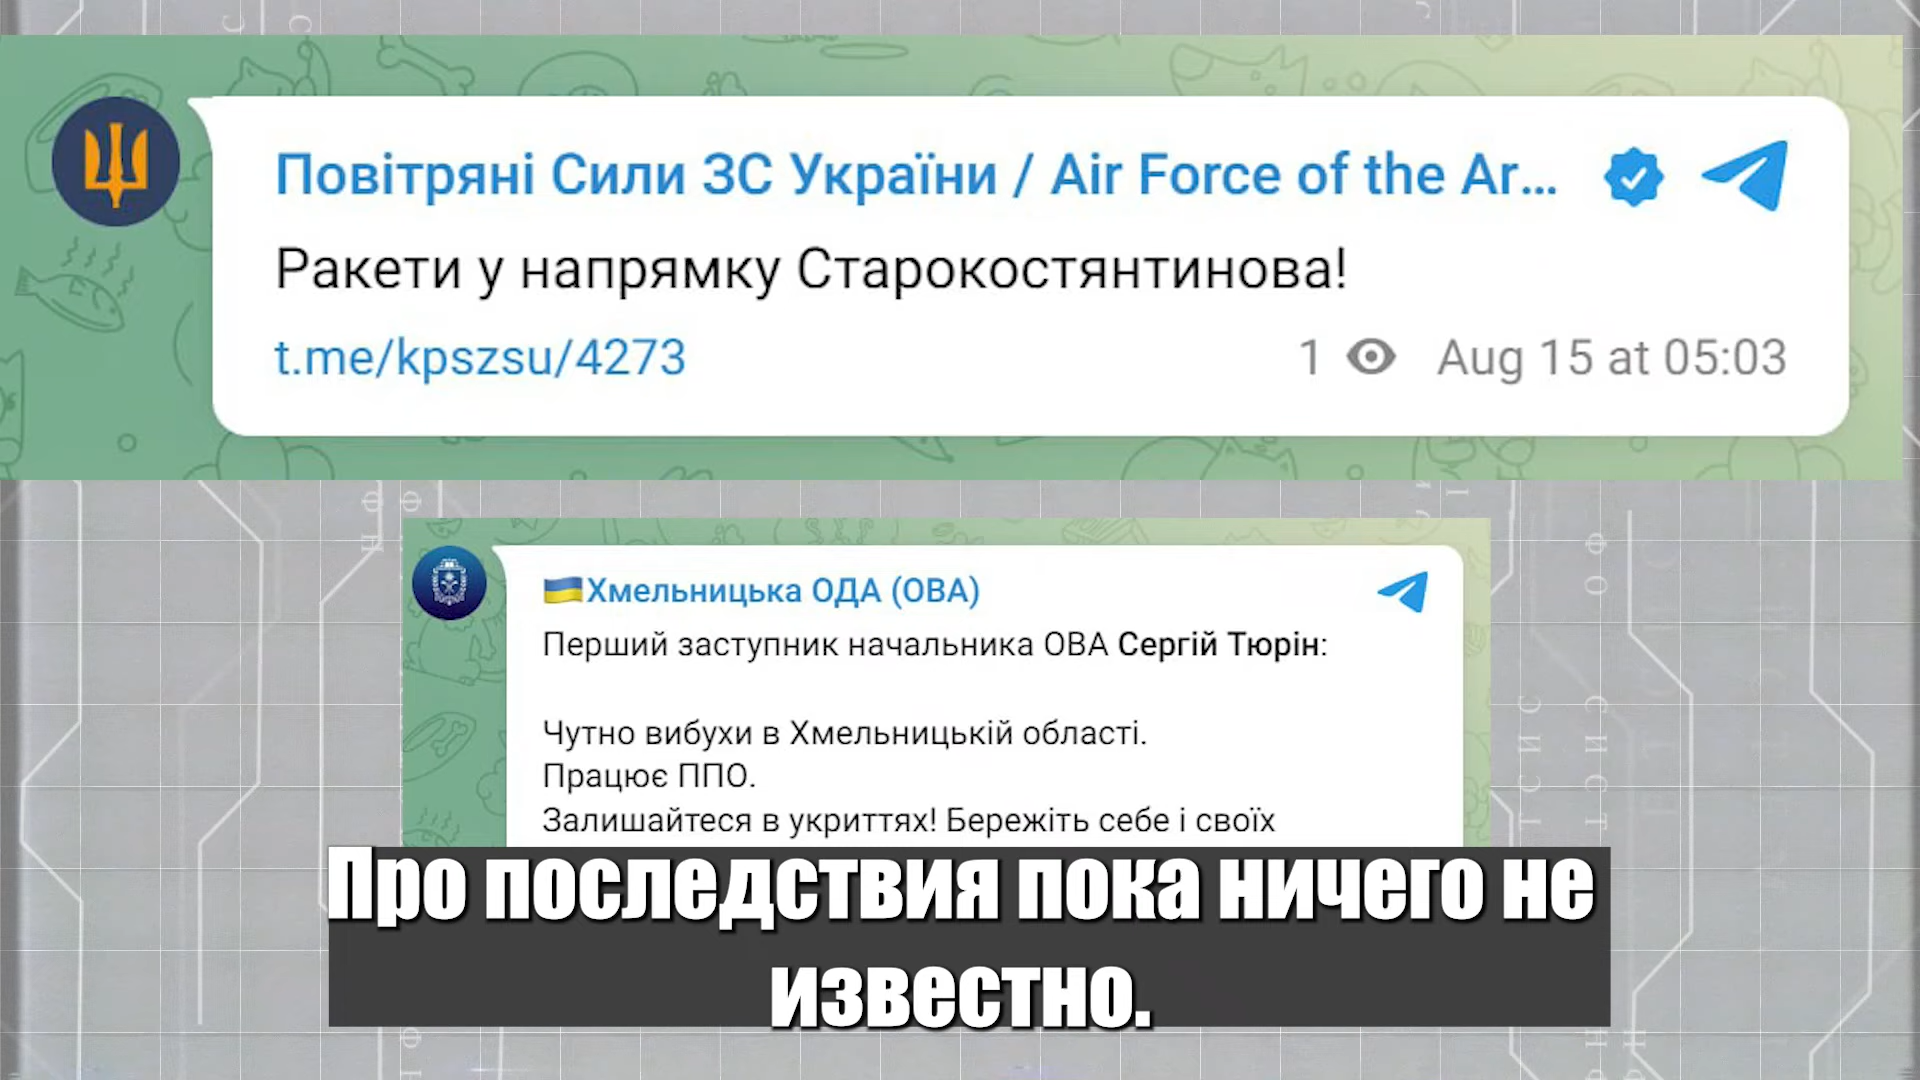 Повітряні Сили ЗС України / Air Force of the Ar...
Ракети у напрямку Старокостянтинова!
t.me/kpszsu/4273
1 Aug 15 at 05:03
🇺🇦Хмельницька ОДА (ОВА)
Перший заступник начальника ОВА Сергій Тюрін:
Чутно вибухи в Хмельницькій області.
Працює ППО.
Залишайтеся в укриттях! Бережіть себе і своїх
Про последствия пока ничего не
известно.